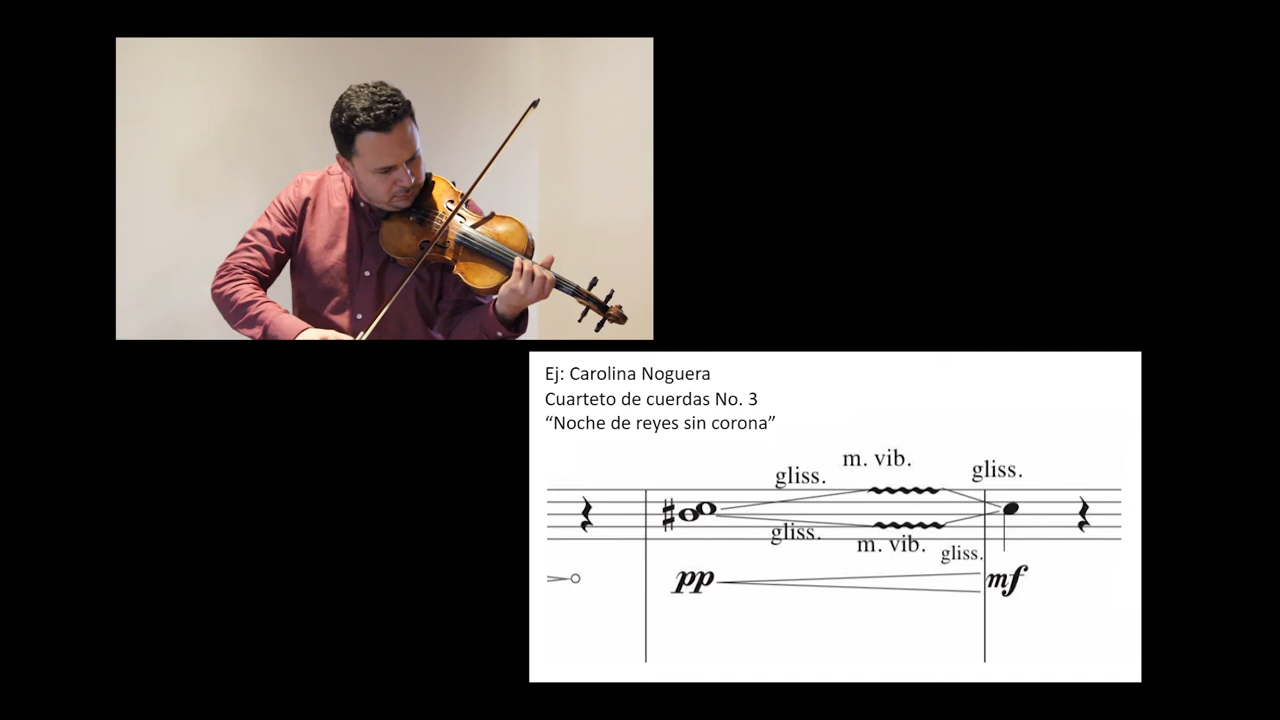 Ej: Carolina Noguera
Cuarteto de cuerdas No. 3
“Noche de reyes sin corona”
m. vib.
gliss. gliss.
gliss. m. vib. gliss.
pp mf